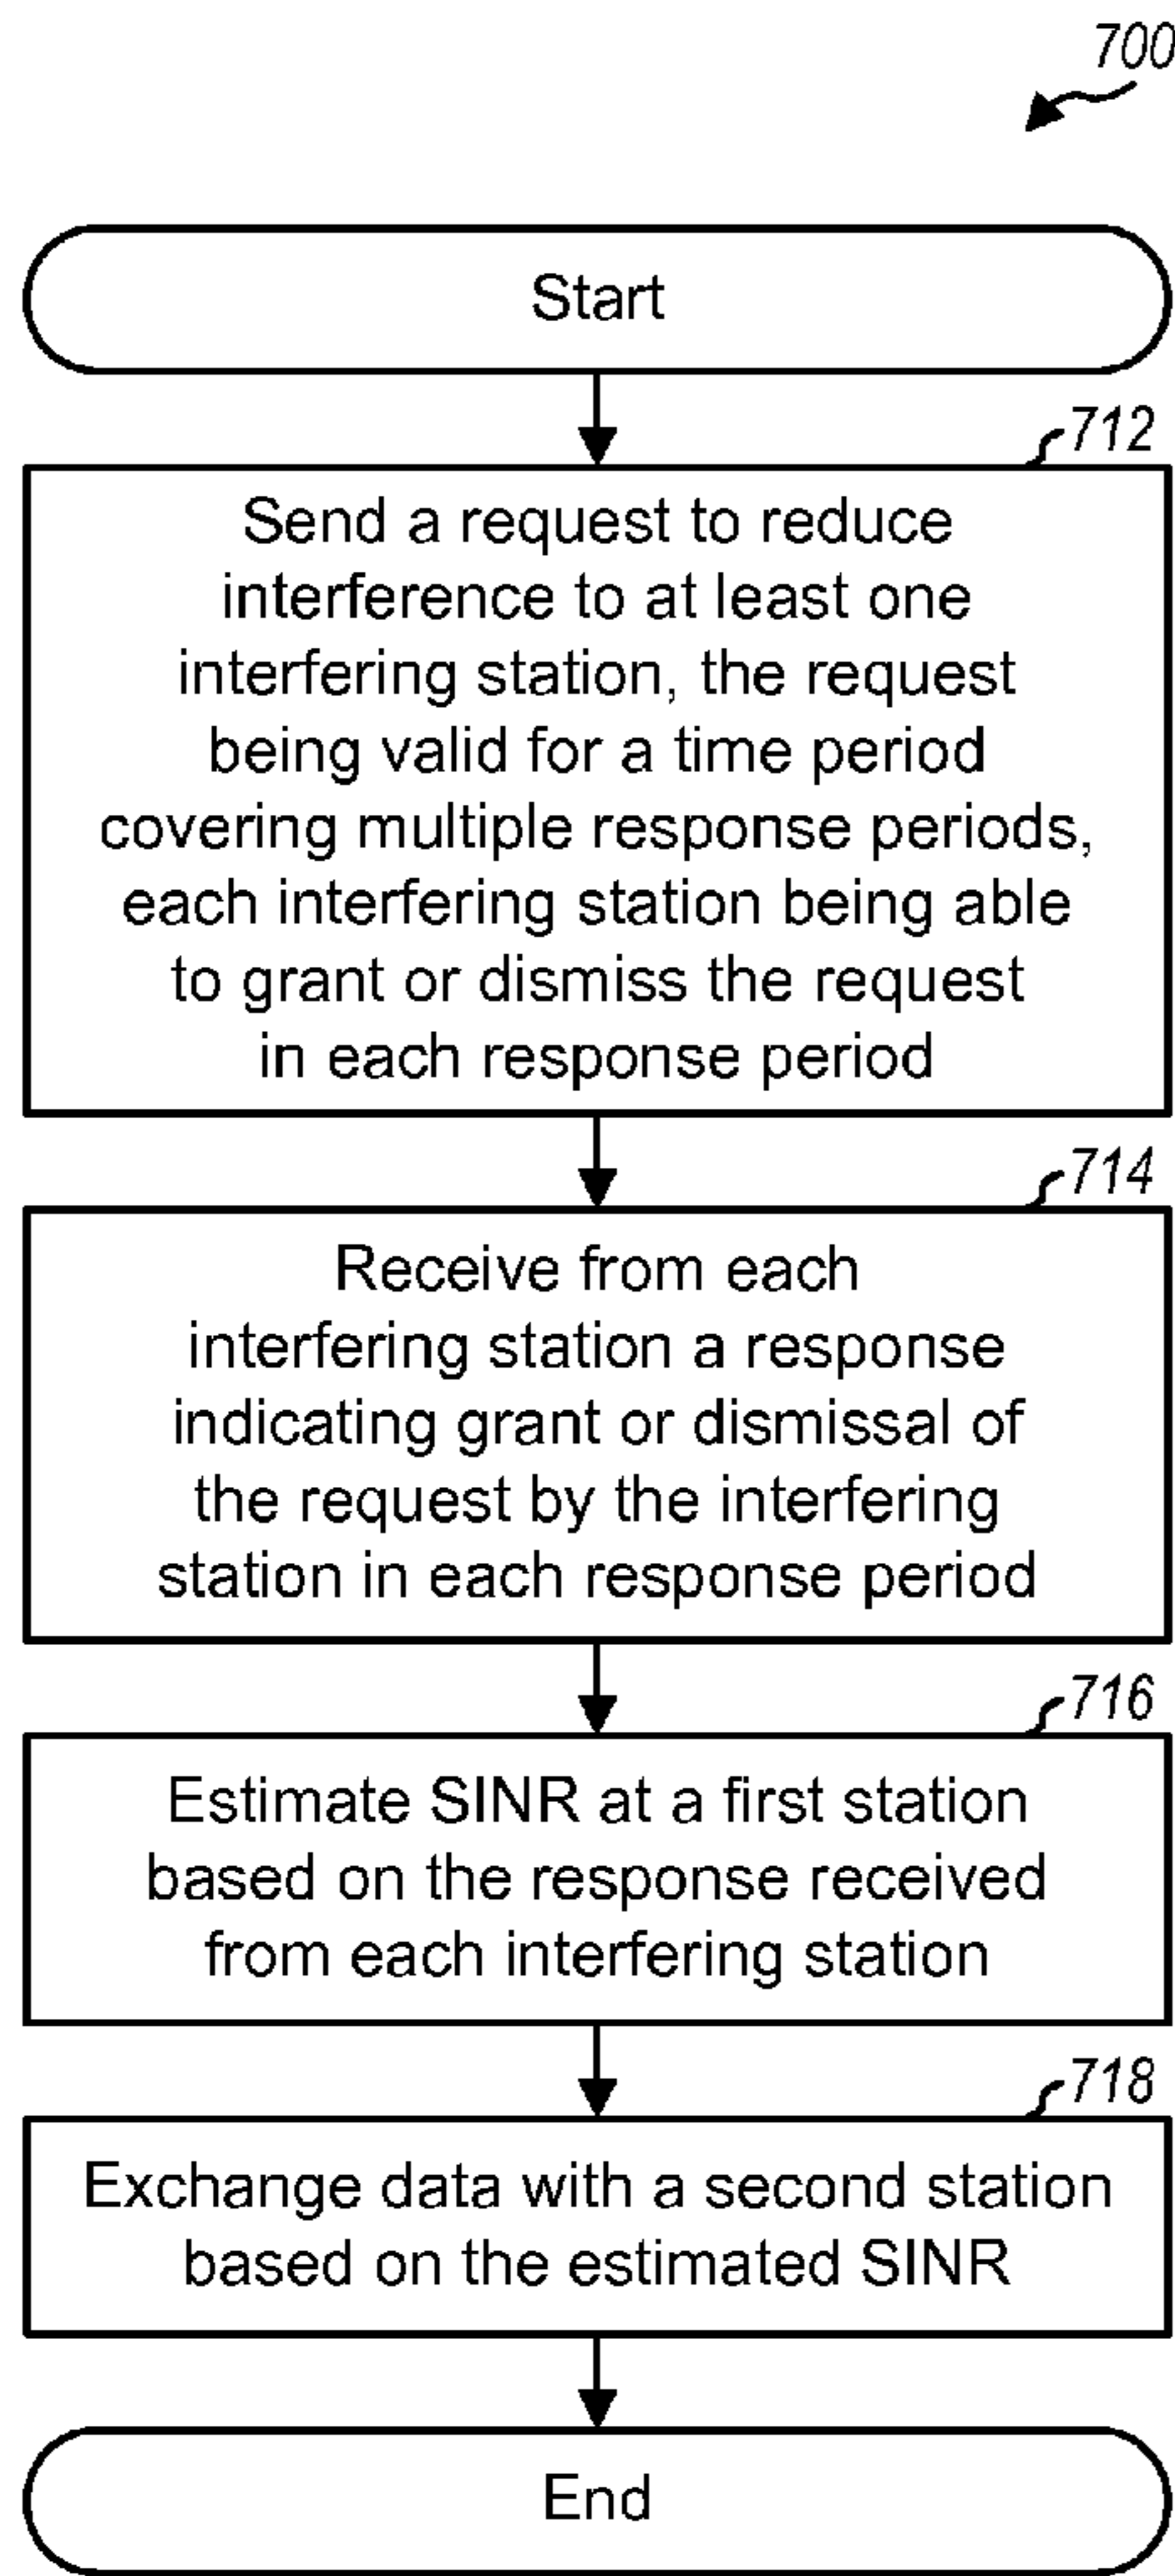 700
Start
712
Send a request to reduce
interference to at least one
interfering station, the request
being valid for a time period
covering multiple response periods,
each interfering station being able
to grant or dismiss the request
in each response period
714
Receive from each
interfering station a response
indicating grant or dismissal of
the request by the interfering
station in each response period
716
Estimate SINR at a first station
based on the response received
from each interfering station
718
Exchange data with a second station
based on the estimated SINR
End